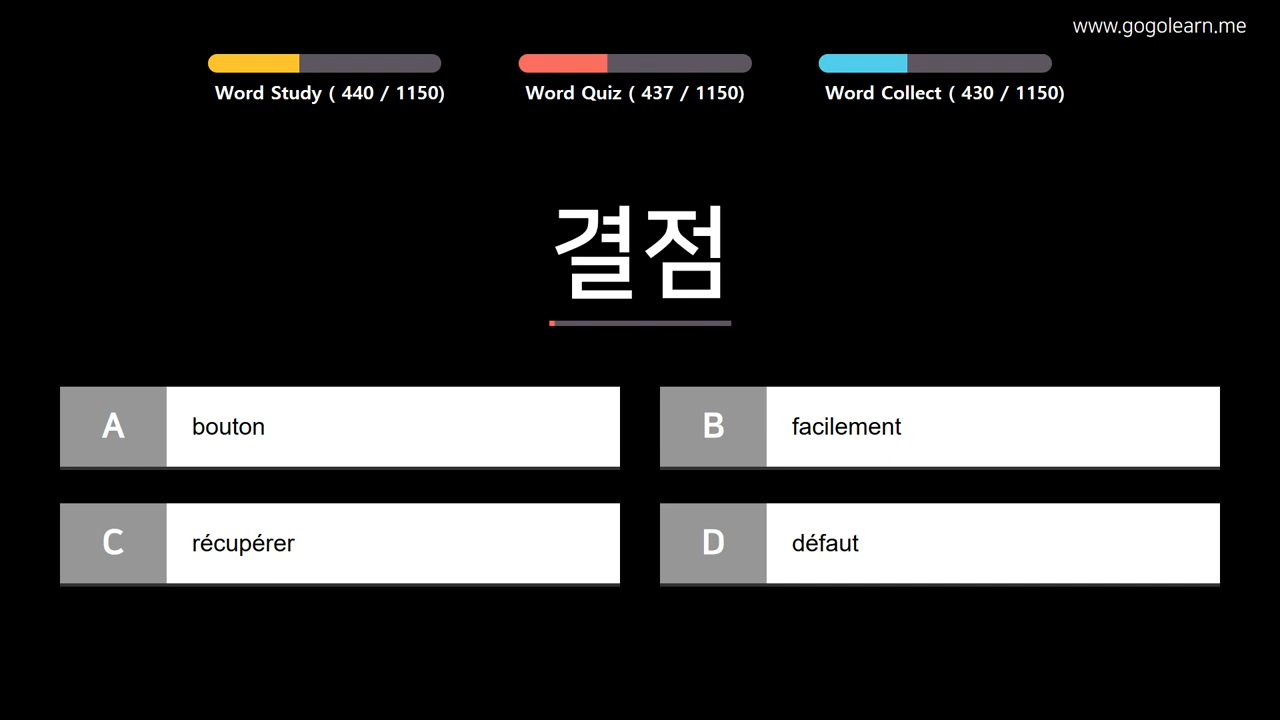 www.gogolearn.me
Word Study ( 440 / 1150)
Word Quiz ( 437 / 1150)
Word Collect ( 430 / 1150)
결점
A bouton
B facilement
C récupérer
D défaut